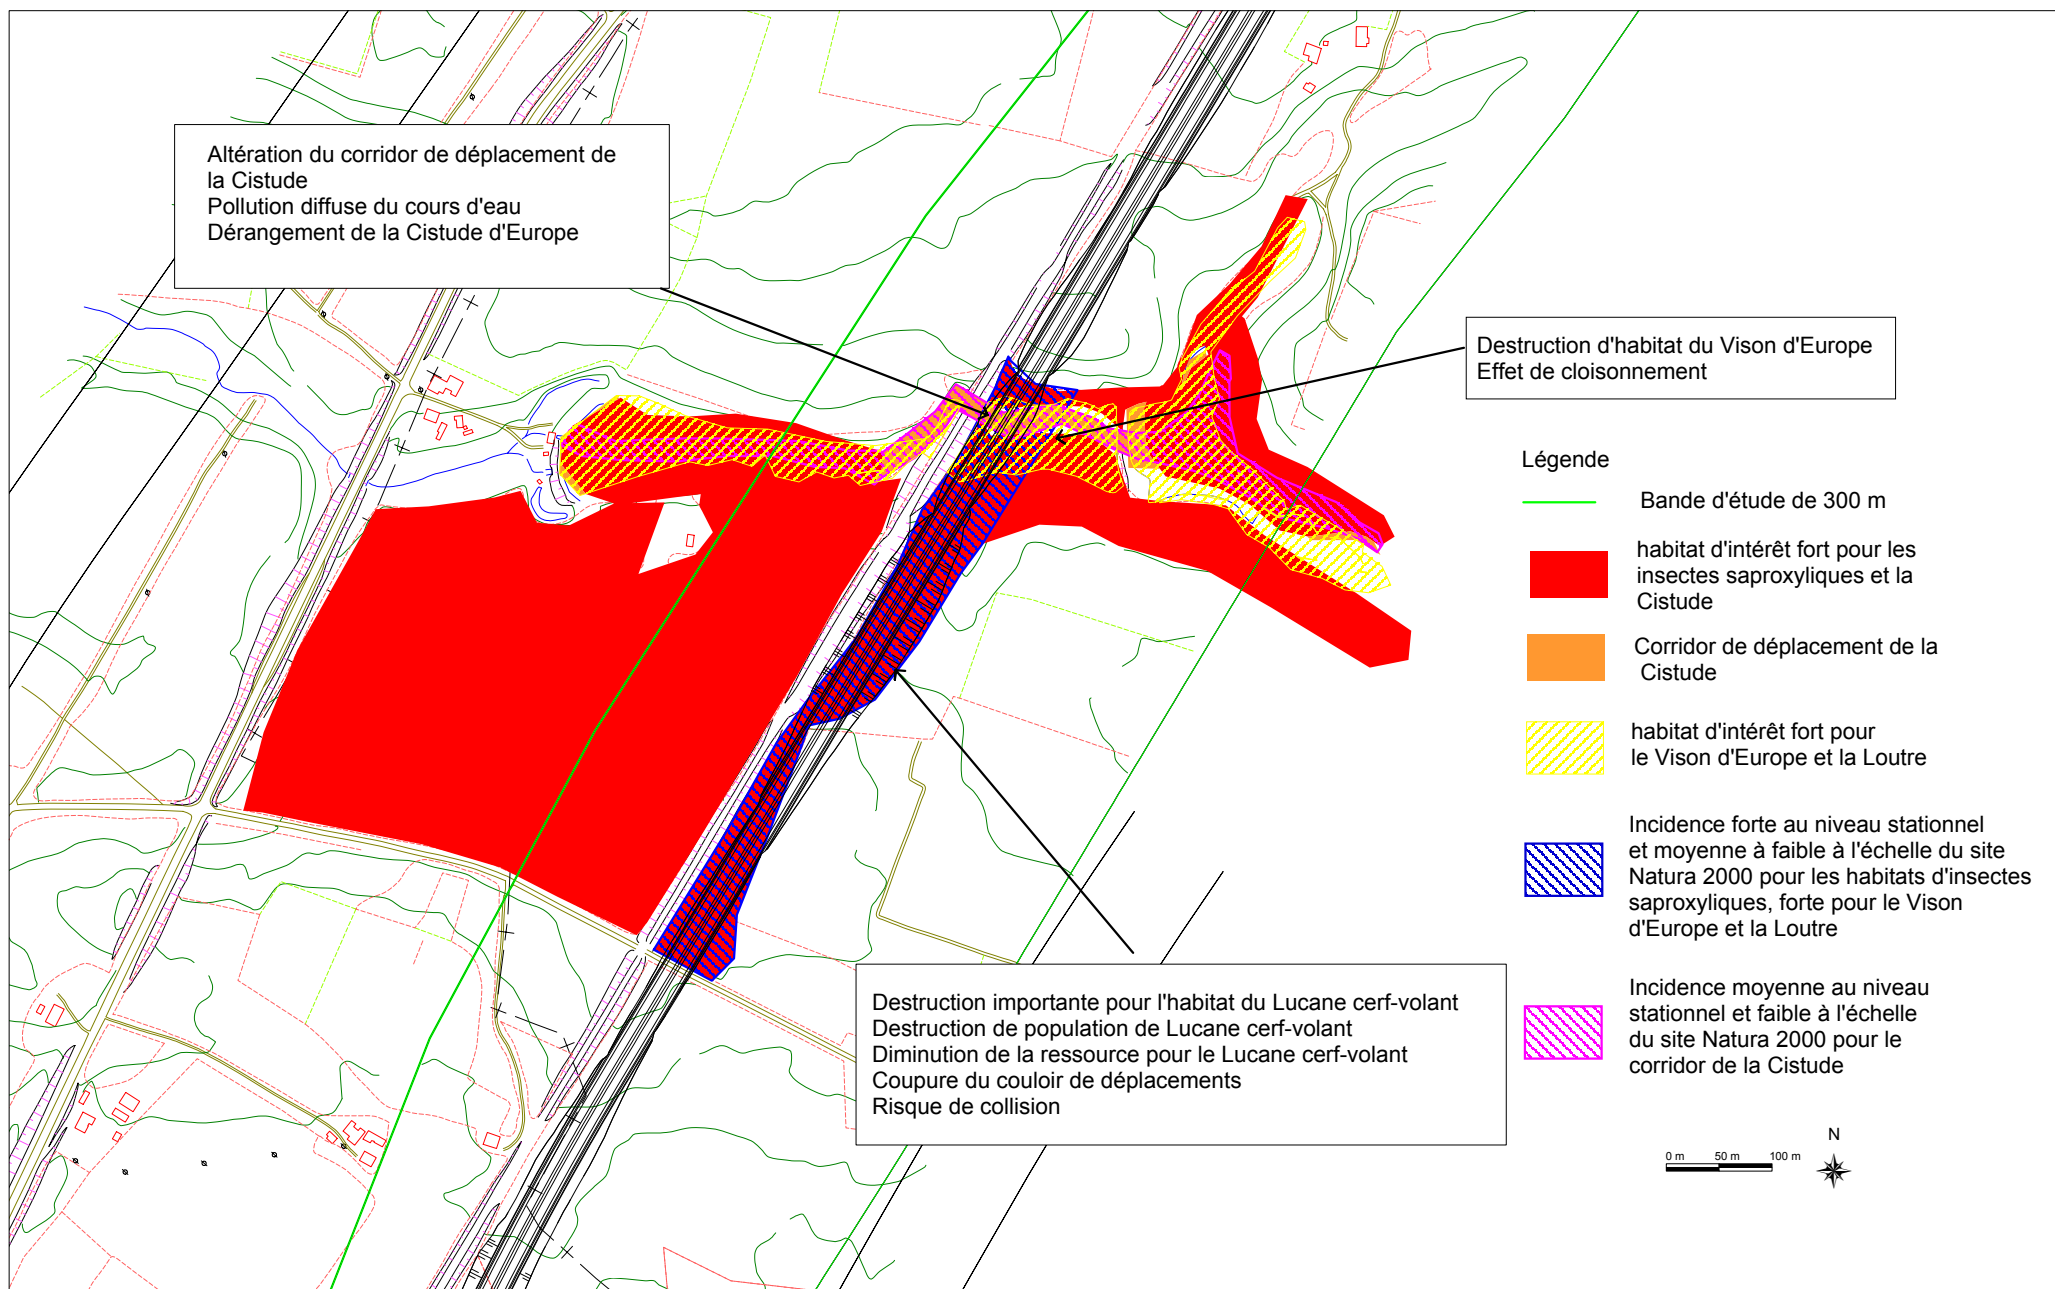 Altération du corridor de déplacement de
la Cistude
Pollution diffuse du cours d'eau
Dérangement de la Cistude d'Europe
Destruction d'habitat du Vison d'Europe
Effet de cloisonnement
Légende
Bande d'étude de 300 m
habitat d'intérêt fort pour les
insectes saproxyliques et la
Cistude
Corridor de déplacement de la
Cistude
habitat d'intérêt fort pour
le Vison d'Europe et la Loutre
Incidence forte au niveau stationnel
et moyenne à faible à l'échelle du site
Natura 2000 pour les habitats d'insectes
saproxyliques, forte pour le Vison
d'Europe et la Loutre
Incidence moyenne au niveau
stationnel et faible à l'échelle
du site Natura 2000 pour le
corridor de la Cistude
Destruction importante pour l'habitat du Lucane cerf-volant
Destruction de population de Lucane cerf-volant
Diminution de la ressource pour le Lucane cerf-volant
Coupure du couloir de déplacements
Risque de collision
N
0 m 50 m 100 m